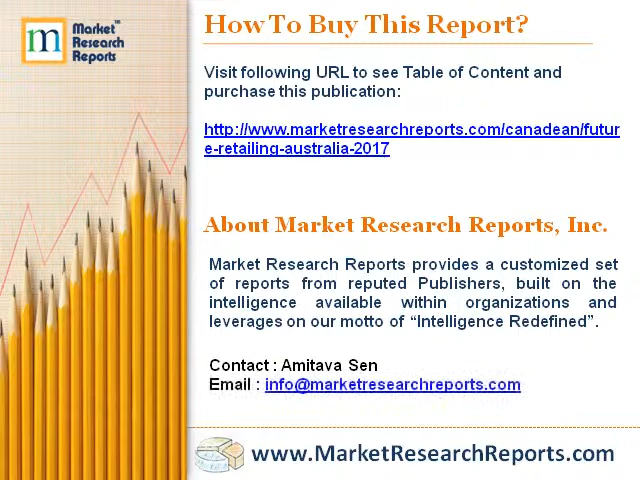 Market
Research
Reports
TM
m
How To Buy This Report?
Visit following URL to see Table of Content and
purchase this publication:
http://www.marketresearchreports.com/canadean/futur
e-retailing-australia-2017
About Market Research Reports, Inc.
Market Research Reports provides a customized set
of reports from reputed Publishers, built on the
intelligence available within organizations and
leverages on our motto of “Intelligence Redefined”.
Contact : Amitava Sen
Email : info@marketresearchreports.com
www.MarketResearchReports.com